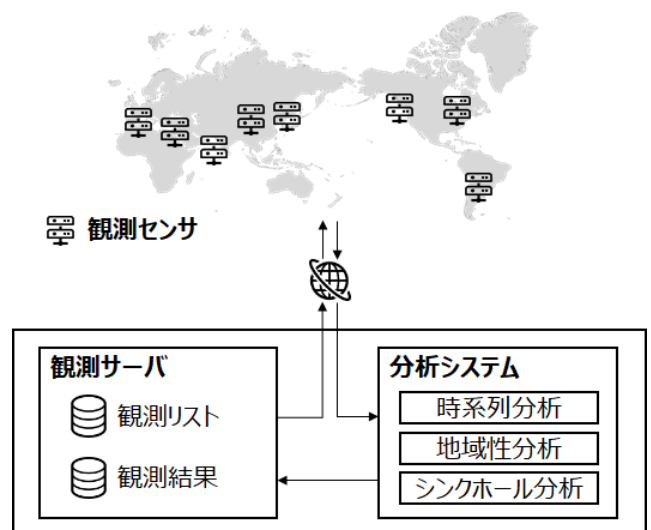 観測センサ
観測サーバ
観測リスト
観測結果
分析システム
時系列分析
地域性分析
シンクホール分析